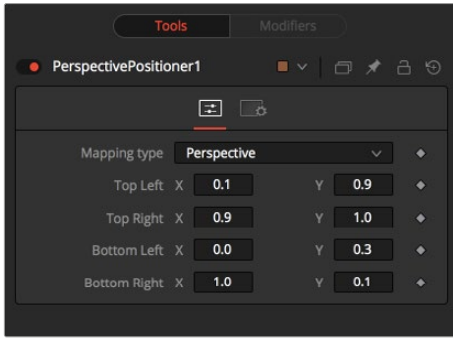 Tools Modifiers
PerspectivePositioner1
Mapping type Perspective
Top Left X 0.1 Y 0.9
Top Right X 0.9 Y 1.0
Bottom Left X 0.0 Y 0.3
Bottom Right X 1.0 Y 0.1